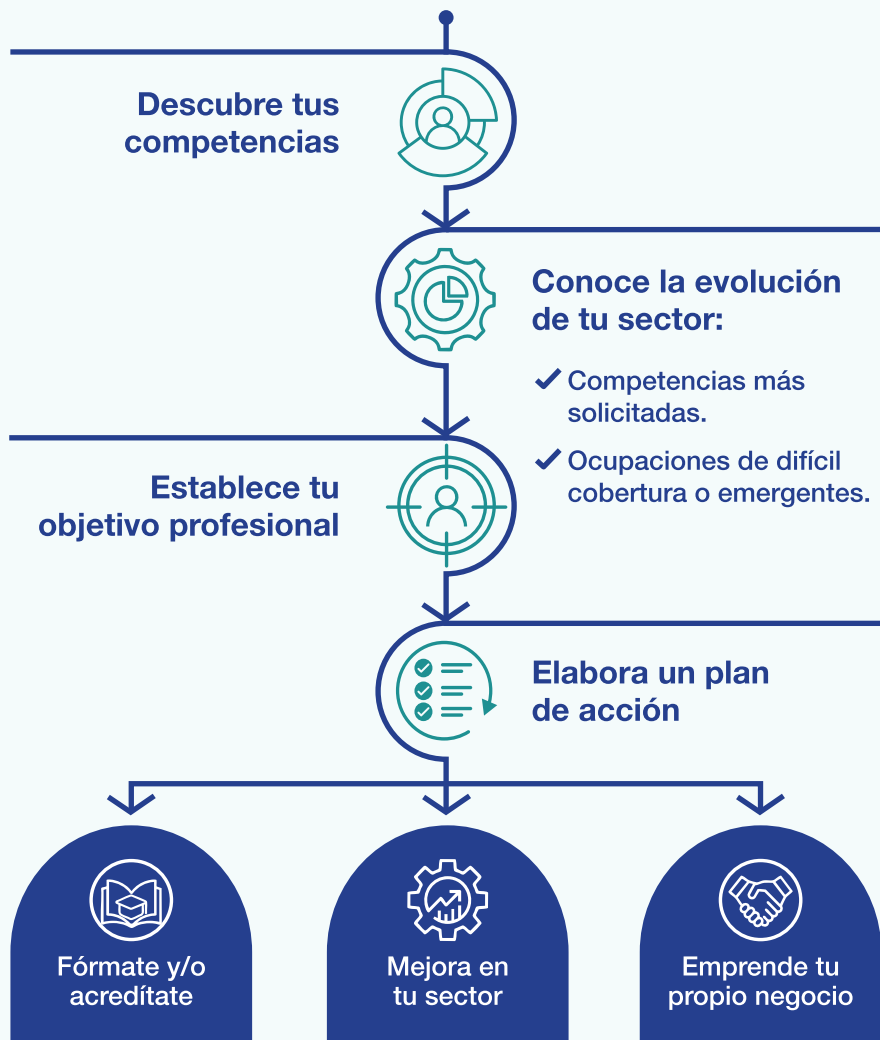 Descubre tus
competencias
Conoce la evolución
de tu sector:
Competencias más
solicitadas.
Ocupaciones de difícil
cobertura o emergentes.
Establece tu
objetivo profesional
Elabora un plan
de acción
Fórmate y/o
acredítate
Mejora en
tu sector
Emprende tu
propio negocio